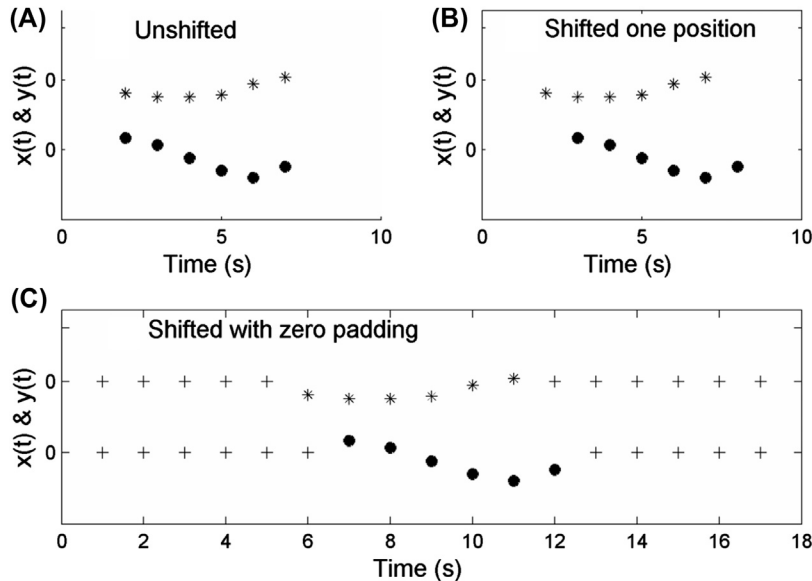 (A)
Unshifted
x(t) & y(t)
0
0
0 5 10
Time (s)
(B)
Shifted one position
x(t) & y(t)
0
0
0 5 10
Time (s)
(C)
Shifted with zero padding
x(t) & y(t)
0
0
0 2 4 6 8 10 12 14 16 18
Time (s)